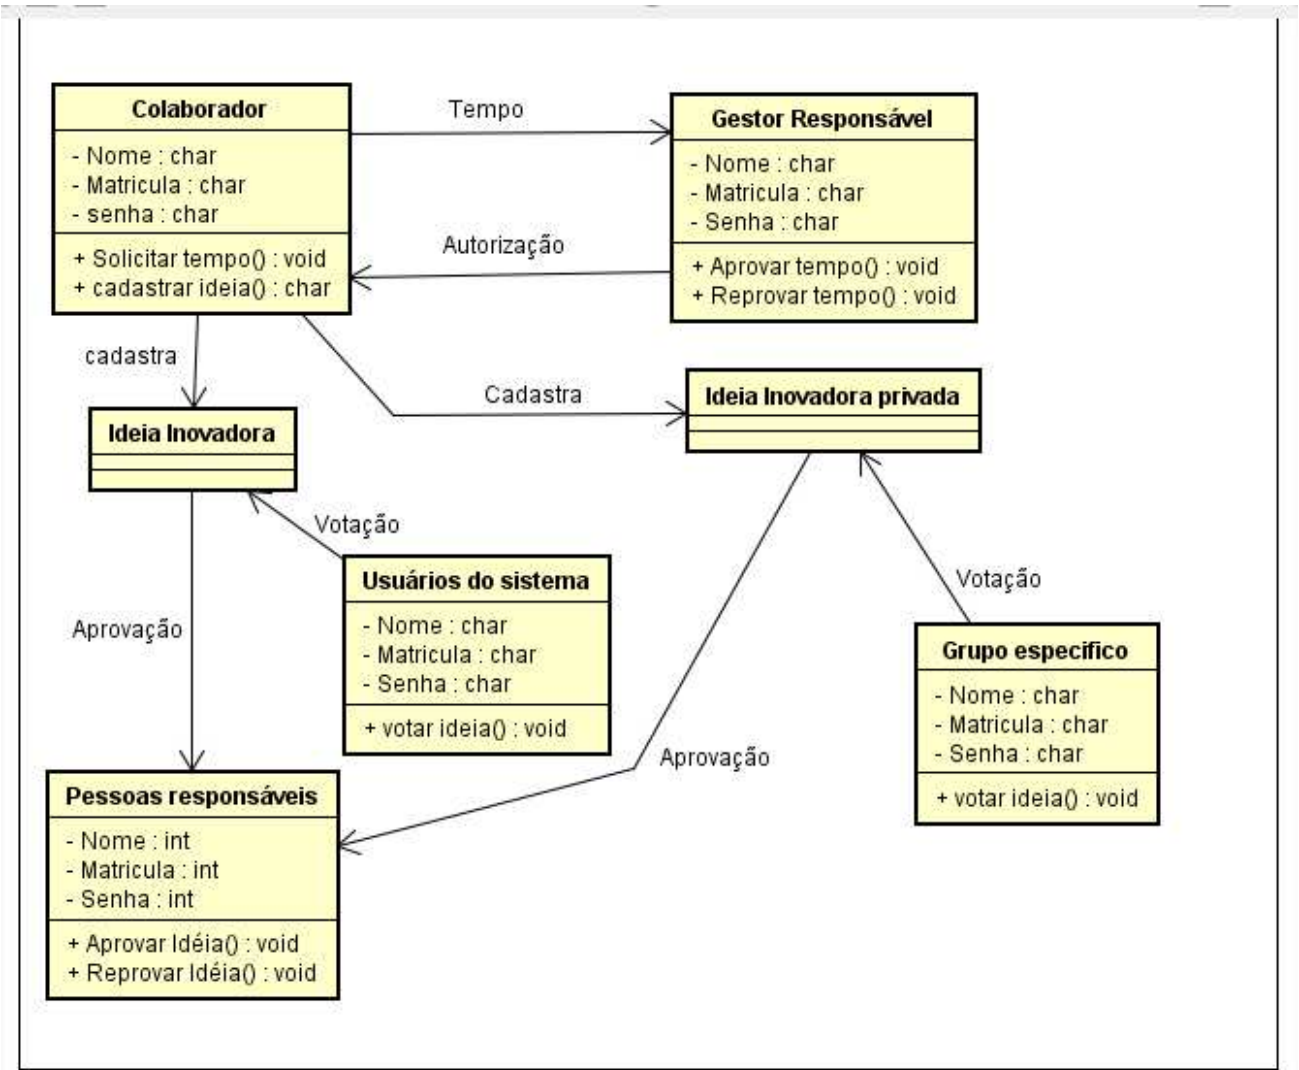 Colaborador
- Nome : char
- Matricula : char
- senha : char
+ Solicitar tempo() : void
+ cadastrar ideia() : char
Tempo
Gestor Responsável
- Nome : char
- Matricula : char
- Senha : char
+ Aprovar tempo() : void
+ Reprovar tempo() : void
Autorização
cadastra
Cadastra
Ideia Inovadora
Ideia Inovadora privada
Votação
Usuários do sistema
- Nome : char
- Matricula : char
- Senha : char
+ votar ideia() : void
Votação
Grupo especifico
- Nome : char
- Matricula : char
- Senha : char
+ votar ideia() : void
Aprovação
Aprovação
Pessoas responsáveis
- Nome : int
- Matricula : int
- Senha : int
+ Aprovar Idéia() : void
+ Reprovar Idéia() : void